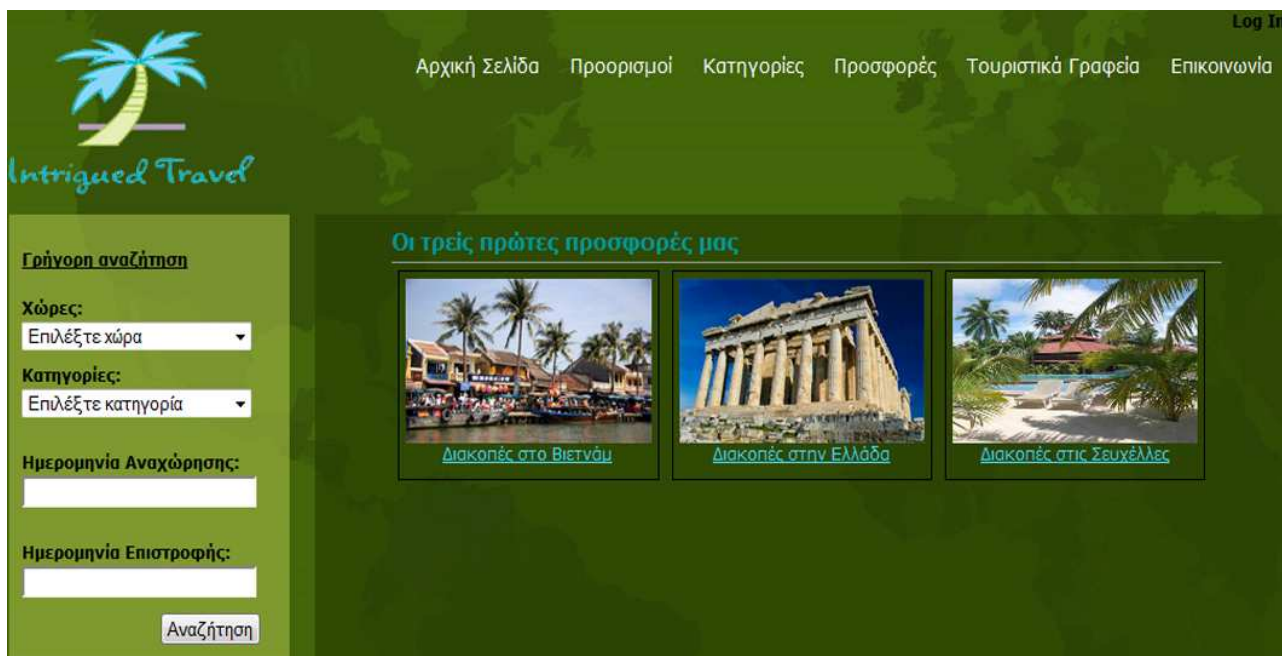 Log In
Αρχική Σελίδα Προορισμοί Κατηγορίες Προσφορές Τουριστικά Γραφεία Επικοινωνία
Intrigued Travel
Γρήγορη αναζήτηση
Χώρες:
Επιλέξτε χώρα
Κατηγορίες:
Επιλέξτε κατηγορία
Ημερομηνία Αναχώρησης:
Ημερομηνία Επιστροφής:
Αναζήτηση
Οι τρείς πρώτες προσφορές μας
Διακοπές στο Βιετνάμ
Διακοπές στην Ελλάδα
Διακοπές στις Σευχέλλες